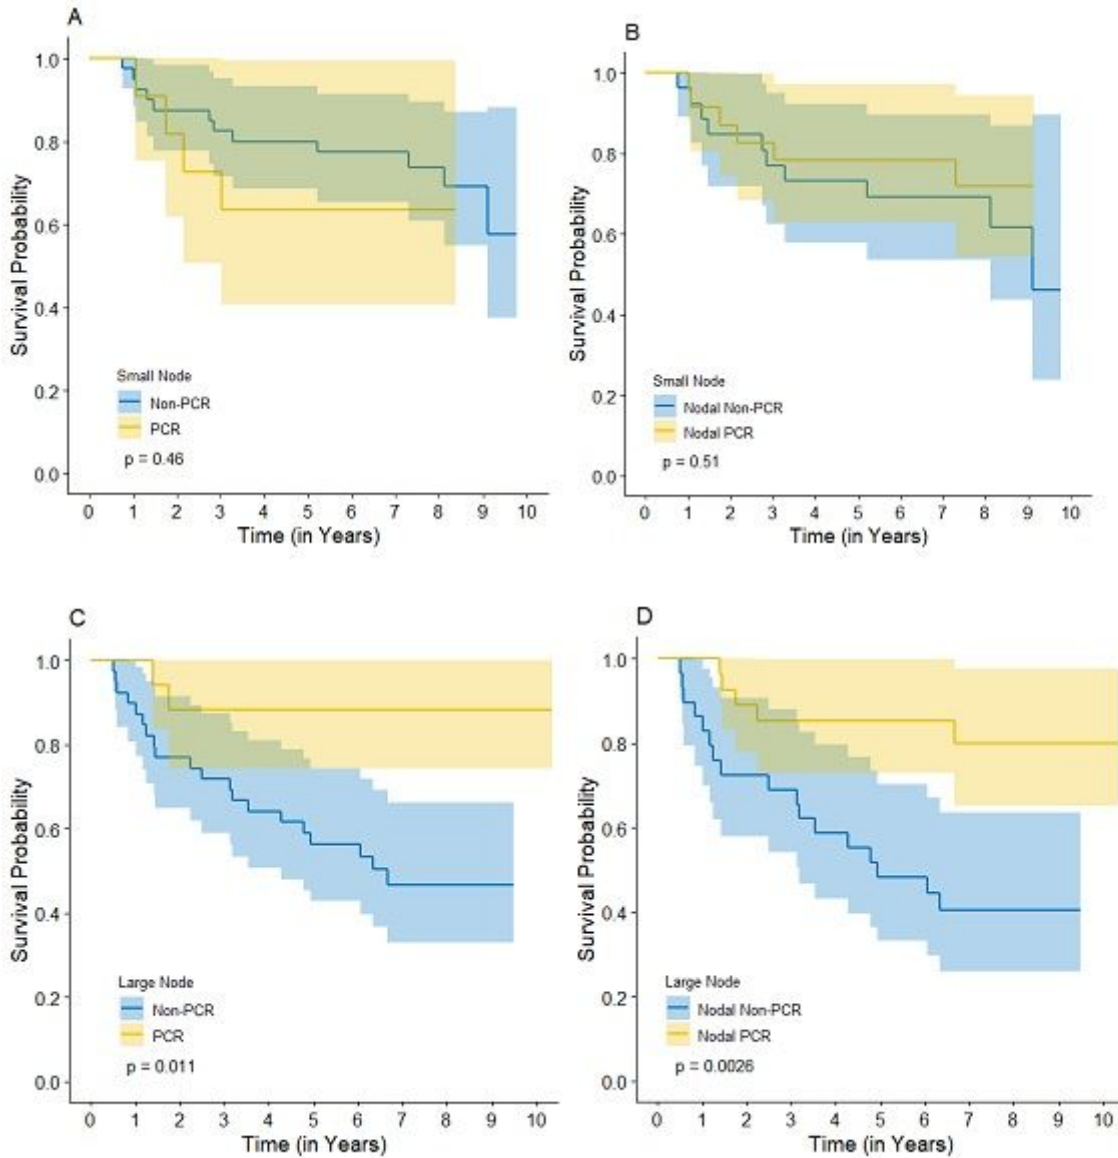 A
Survival Probability
1.0
0.8
0.6
0.4
0.2
0.0
Small Node
Non-PCR
PCR
p = 0.46
0 1 2 3 4 5 6 7 8 9 10
Time (in Years)
B
Survival Probability
1.0
0.8
0.6
0.4
0.2
0.0
Small Node
Nodal Non-PCR
Nodal PCR
p = 0.51
0 1 2 3 4 5 6 7 8 9 10
Time (in Years)
C
Survival Probability
1.0
0.8
0.6
0.4
0.2
0.0
Large Node
Non-PCR
PCR
p = 0.011
0 1 2 3 4 5 6 7 8 9 10
Time (in Years)
D
Survival Probability
1.0
0.8
0.6
0.4
0.2
0.0
Large Node
Nodal Non-PCR
Nodal PCR
p = 0.0026
0 1 2 3 4 5 6 7 8 9 10
Time (in Years)